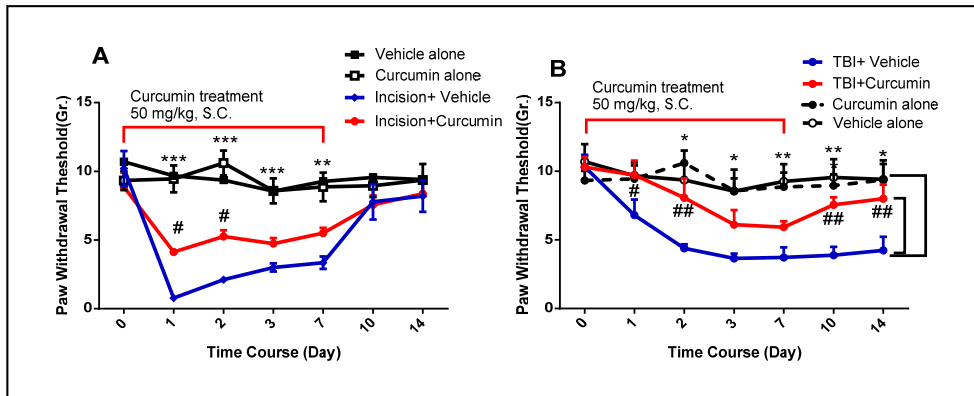 A
Vehicle alone
Curcumin alone
Incision+ Vehicle
Incision+Curcumin
Curcumin treatment
50 mg/kg, S.C.
Paw Withdrawal Theshold(Gr.)
15
10
5
0
***
***
***
**
#
#
0
1
2
3
7
10
14
Time Course (Day)
B
TBI+ Vehicle
TBI+Curcumin
Curcumin alone
Vehicle alone
Curcumin treatment
50 mg/kg, S.C.
Paw Withdrawal Theshold(Gr.)
15
10
5
0
*
*
**
**
*
#
##
##
##
0
1
2
3
7
10
14
Time Course (Day)